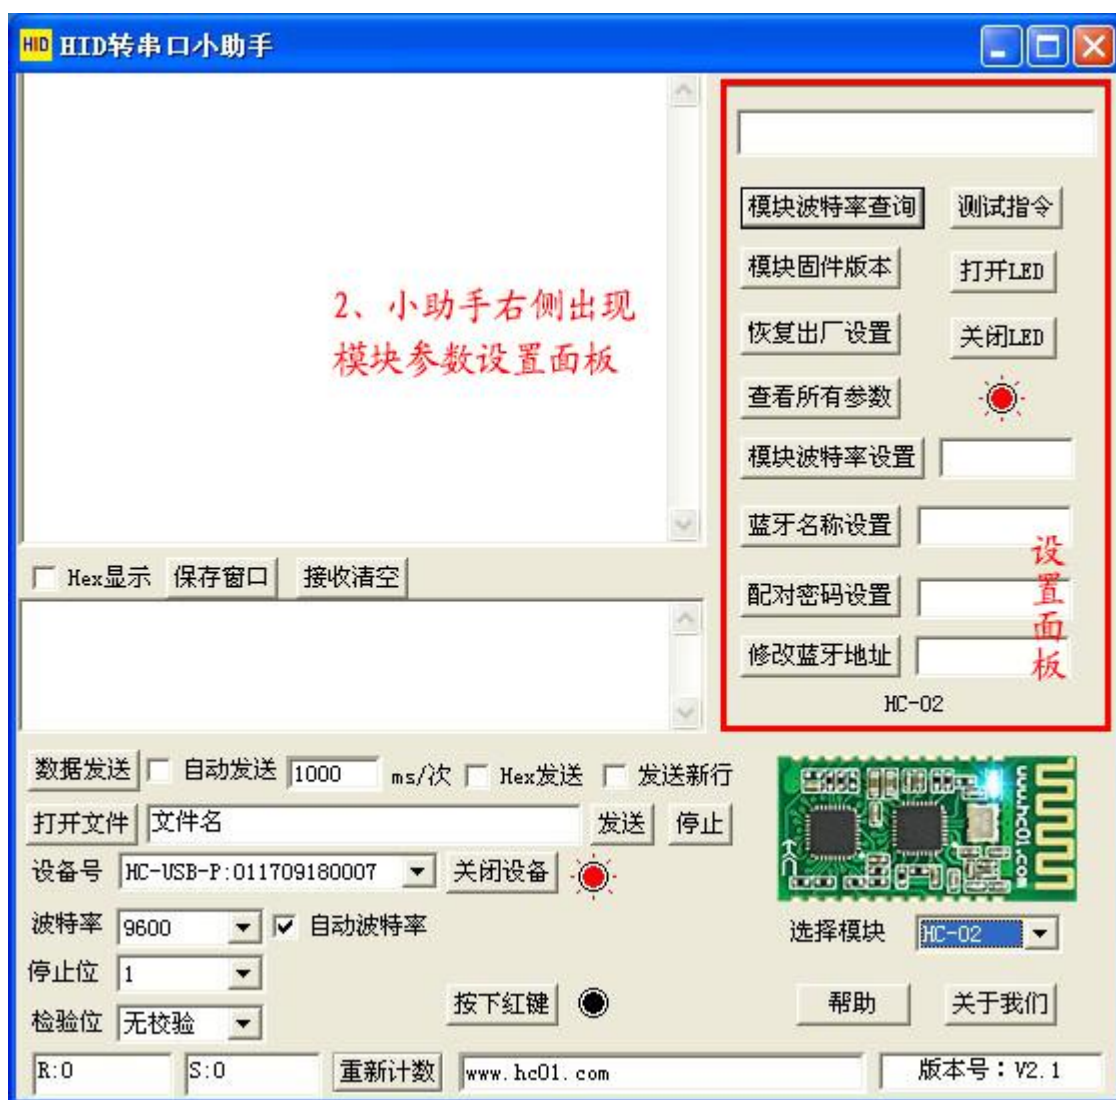 HID HID转串口小助手
模块波特率查询 测试指令
模块固件版本 打开LED
2、小助手右侧出现
模块参数设置面板
恢复出厂设置 关闭LED
查看所有参数
模块波特率设置
蓝牙名称设置
设置面板
Hex显示 保存窗口 接收清空
配对密码设置
修改蓝牙地址
HC-02
数据发送 自动发送 1000 ms/次 Hex发送 发送新行
www.hc01.com
打开文件 文件名 发送 停止
设备号 HC-USB-P:011709180007 关闭设备
波特率 9600 自动波特率
选择模块 HC-02
停止位 1
按下红键 帮助 关于我们
检验位 无校验
R:0 S:0 重新计数 www.hc01.com 版本号：V2.1